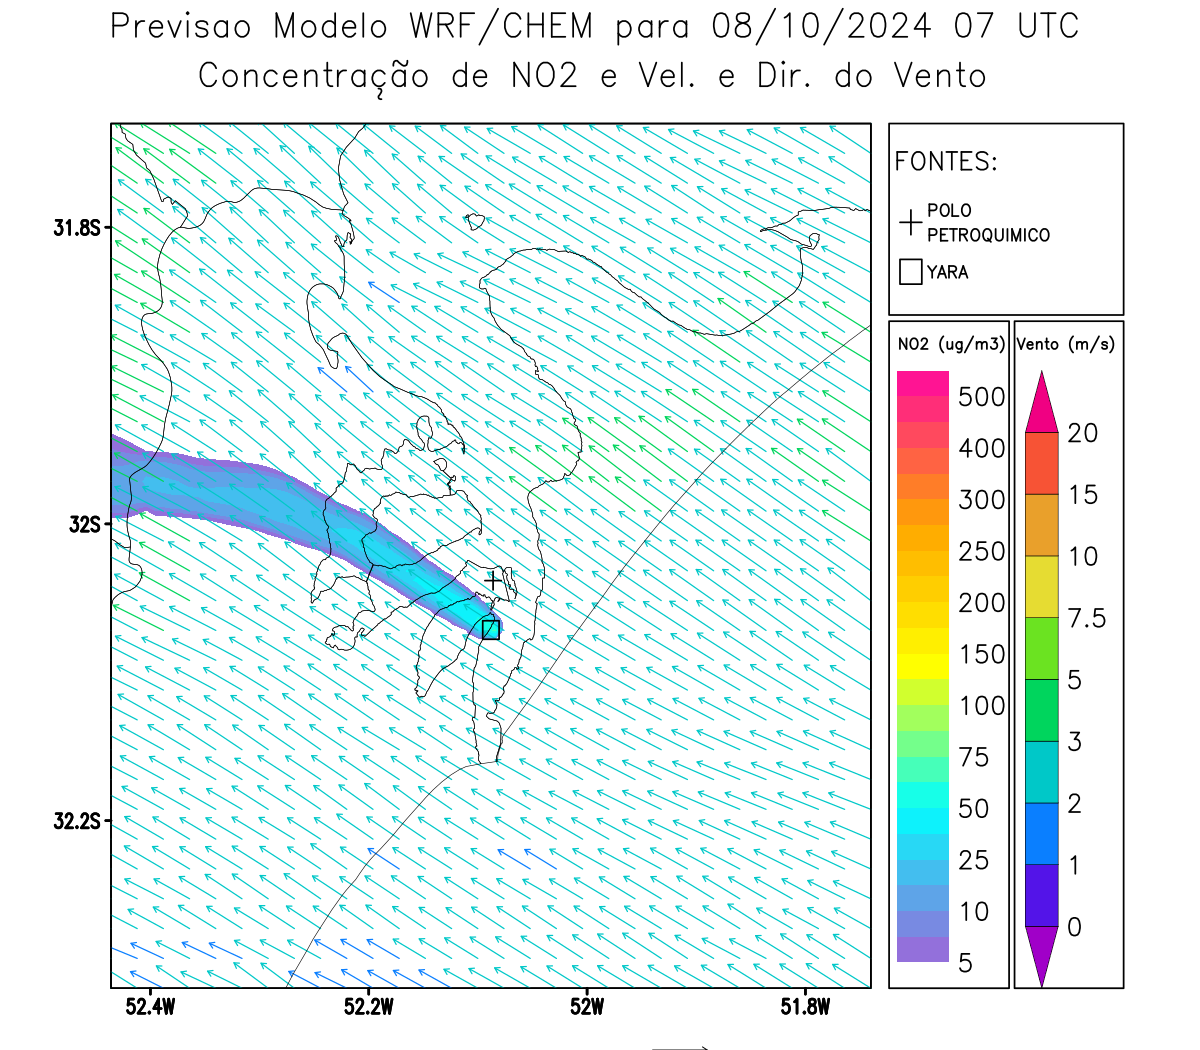 Previsao Modelo WRF/CHEM para 08/10/2024 07 UTC
Concentração de NO2 e Vel. e Dir. do Vento
FONTES:
POLO
PETROQUIMICO
YARA
NO2 (ug/m3)
500
400
300
250
200
150
100
75
50
25
10
5
Vento (m/s)
20
15
10
7.5
5
3
2
1
0
31.8S
32S
32.2S
52.4W
52.2W
52W
51.8W